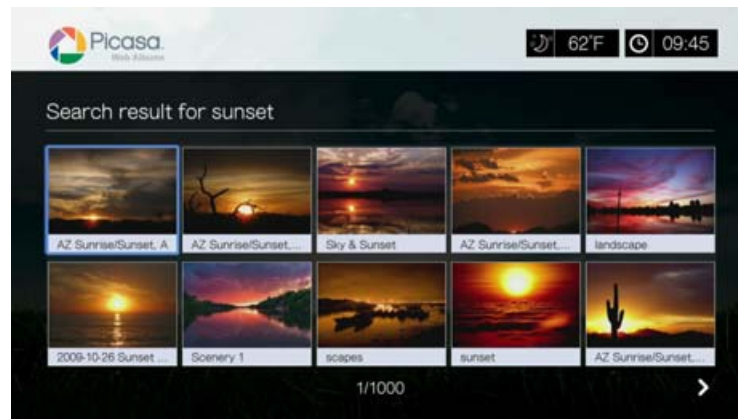 Picasa.
Web Albums
62°F
09:45
Search result for sunset
AZ Sunrise/Sunset, A
AZ Sunrise/Sunset,...
Sky & Sunset
AZ Sunrise/Sunset,...
landscape
2009-10-26 Sunset ...
Scenery 1
scapes
sunset
AZ Sunrise/Sunset,...
1/1000